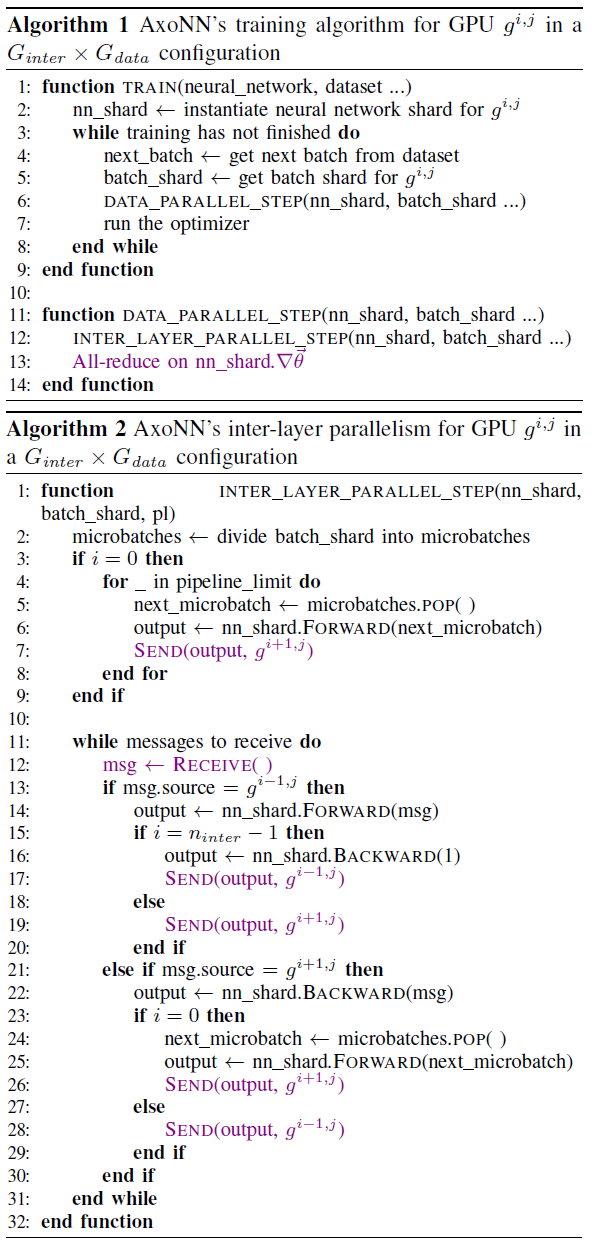 Algorithm 1 AxoNN's training algorithm for GPU g^{i,j} in a
G_{inter} × G_{data} configuration
1: function TRAIN(neural_network, dataset ...)
2: nn_shard ← instantiate neural network shard for g^{i,j}
3: while training has not finished do
4: next_batch ← get next batch from dataset
5: batch_shard ← get batch shard for g^{i,j}
6: DATA_PARALLEL_STEP(nn_shard, batch_shard ...)
7: run the optimizer
8: end while
9: end function
10:
11: function DATA_PARALLEL_STEP(nn_shard, batch_shard ...)
12: INTER_LAYER_PARALLEL_STEP(nn_shard, batch_shard ...)
13: All-reduce on nn_shard.∇θ⃗
14: end function
Algorithm 2 AxoNN's inter-layer parallelism for GPU g^{i,j} in
a G_{inter} × G_{data} configuration
1: function INTER_LAYER_PARALLEL_STEP(nn_shard,
batch_shard, pl)
2: microbatches ← divide batch_shard into microbatches
3: if i = 0 then
4: for _ in pipeline_limit do
5: next_microbatch ← microbatches.POP( )
6: output ← nn_shard.FORWARD(next_microbatch)
7: SEND(output, g^{i+1,j})
8: end for
9: end if
10:
11: while messages to receive do
12: msg ← RECEIVE( )
13: if msg.source = g^{i−1,j} then
14: output ← nn_shard.FORWARD(msg)
15: if i = n_{inter} − 1 then
16: output ← nn_shard.BACKWARD(1)
17: SEND(output, g^{i−1,j})
18: else
19: SEND(output, g^{i+1,j})
20: end if
21: else if msg.source = g^{i+1,j} then
22: output ← nn_shard.BACKWARD(msg)
23: if i = 0 then
24: next_microbatch ← microbatches.POP( )
25: output ← nn_shard.FORWARD(next_microbatch)
26: SEND(output, g^{i+1,j})
27: else
28: SEND(output, g^{i−1,j})
29: end if
30: end if
31: end while
32: end function